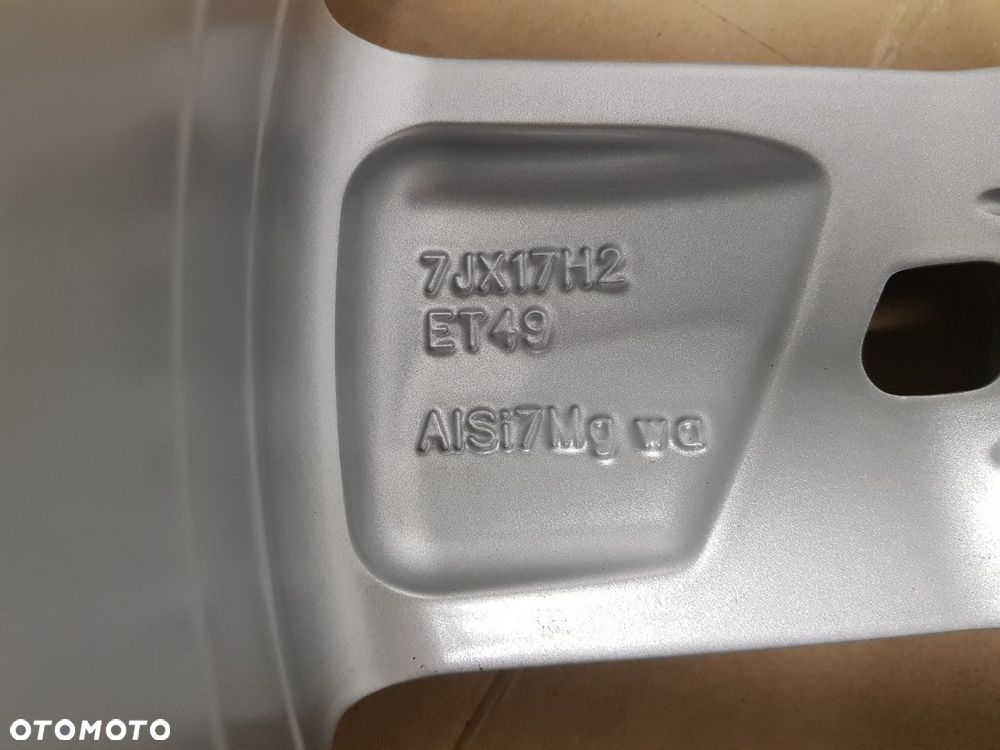 7JX17H2
ET49
AlSi7Mg wa
OTOMOTO